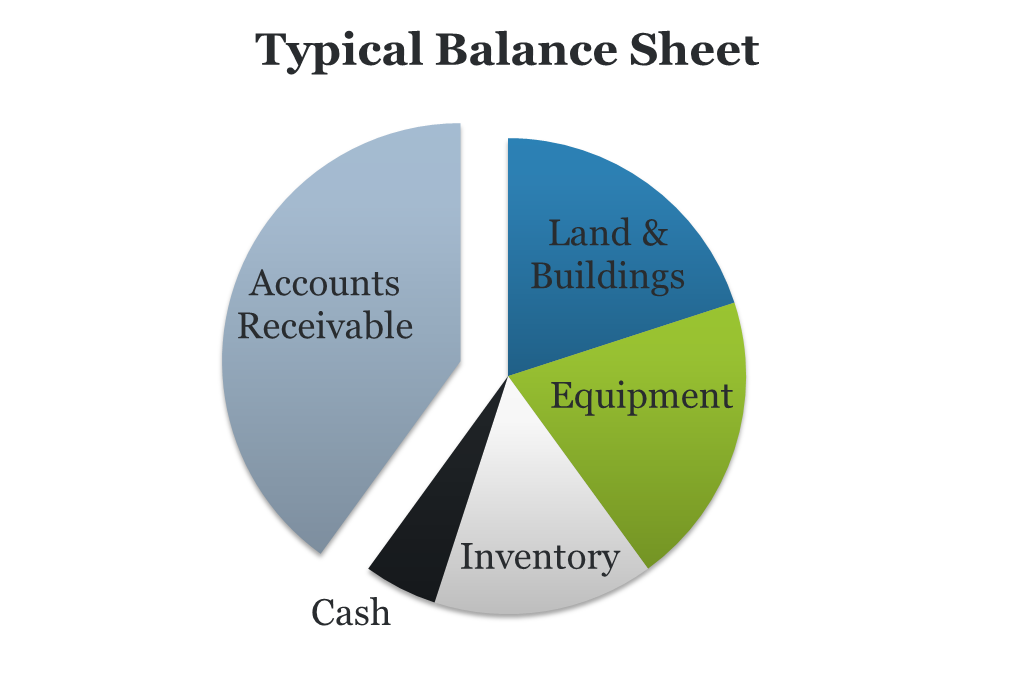 Typical Balance Sheet
Land &
Buildings
Accounts
Receivable
Equipment
Inventory
Cash